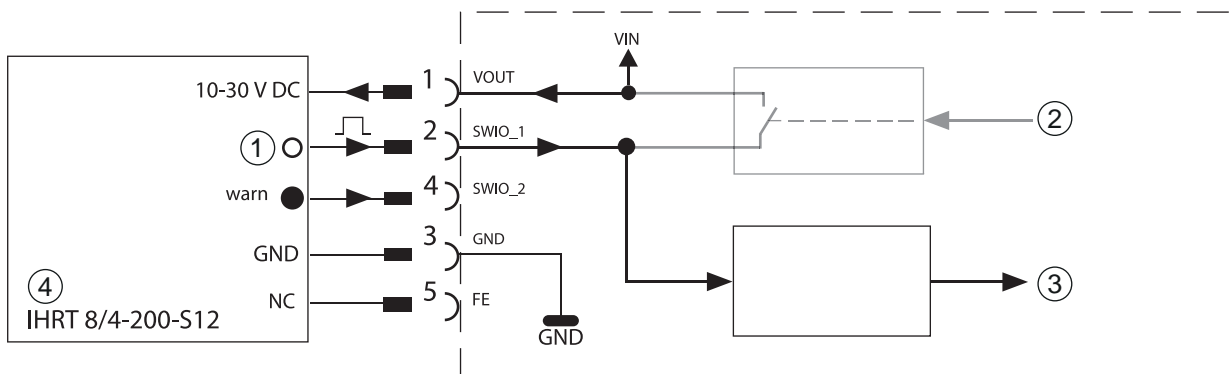 VIN
10-30 V DC
1
VOUT
2
1
2
SWIO_1
warn
4
SWIO_2
GND
3
GND
3
4
NC
5
FE
IHRT 8/4-200-S12
GND